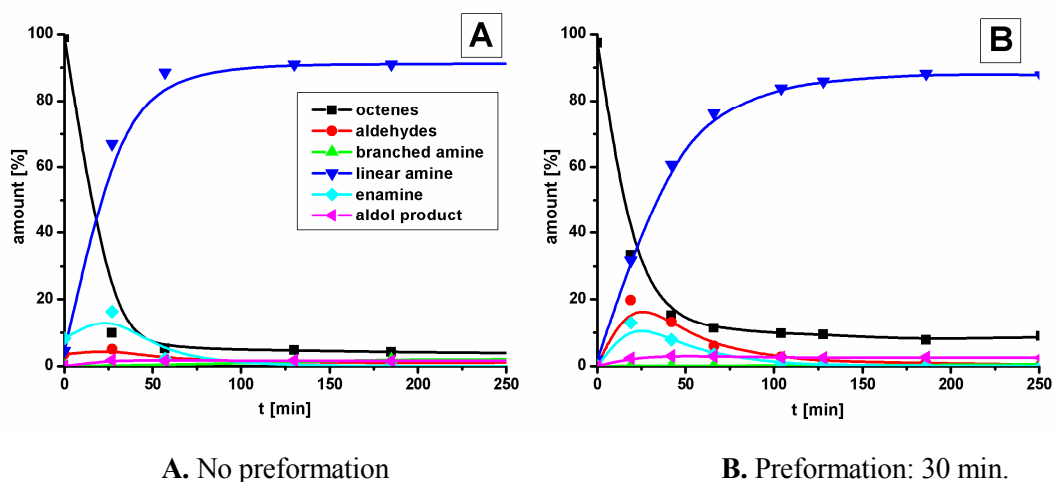 A
100
80
60
40
20
0
amount [%]
octenes
aldehydes
branched amine
linear amine
enamine
aldol product
0 50 100 150 200 250
t [min]
B
100
80
60
40
20
0
amount [%]
0 50 100 150 200 250
t [min]
A. No preformation
B. Preformation: 30 min.